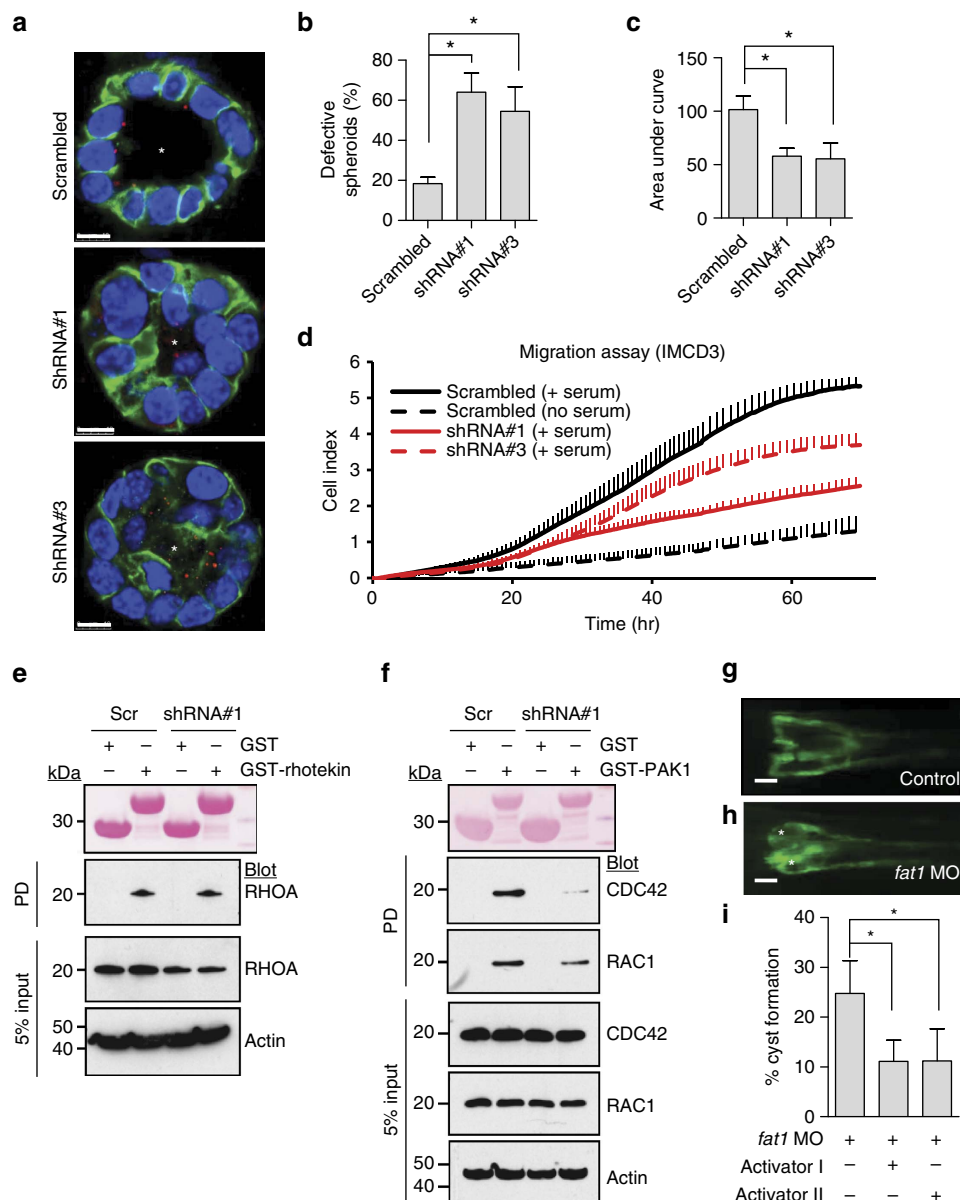 a
Scrambled
ShRNA#1
ShRNA#3
b
Defective
spheroids (%)
80
60
40
20
0
*
*
Scrambled
shRNA#1
shRNA#3
c
Area under curve
150
100
50
0
*
*
Scrambled
shRNA#1
shRNA#3
d
Migration assay (IMCD3)
Cell index
6
5
4
3
2
1
0
Scrambled (+ serum)
Scrambled (no serum)
shRNA#1 (+ serum)
shRNA#3 (+ serum)
0 20 40 60
Time (hr)
e
Scr shRNA#1
+ – + – GST
kDa – + – + GST-rhotekin
30
Blot
PD 20 RHOA
5% input
20 RHOA
50
40 Actin
f
Scr shRNA#1
+ – + – GST
kDa – + – + GST-PAK1
30
Blot
PD
20 CDC42
20 RAC1
5% input
20 CDC42
20 RAC1
50
40 Actin
g
Control
h
*
*
fat1 MO
i
% cyst formation
40
30
20
10
0
*
*
fat1 MO + + +
Activator I – + –
Activator II – – +